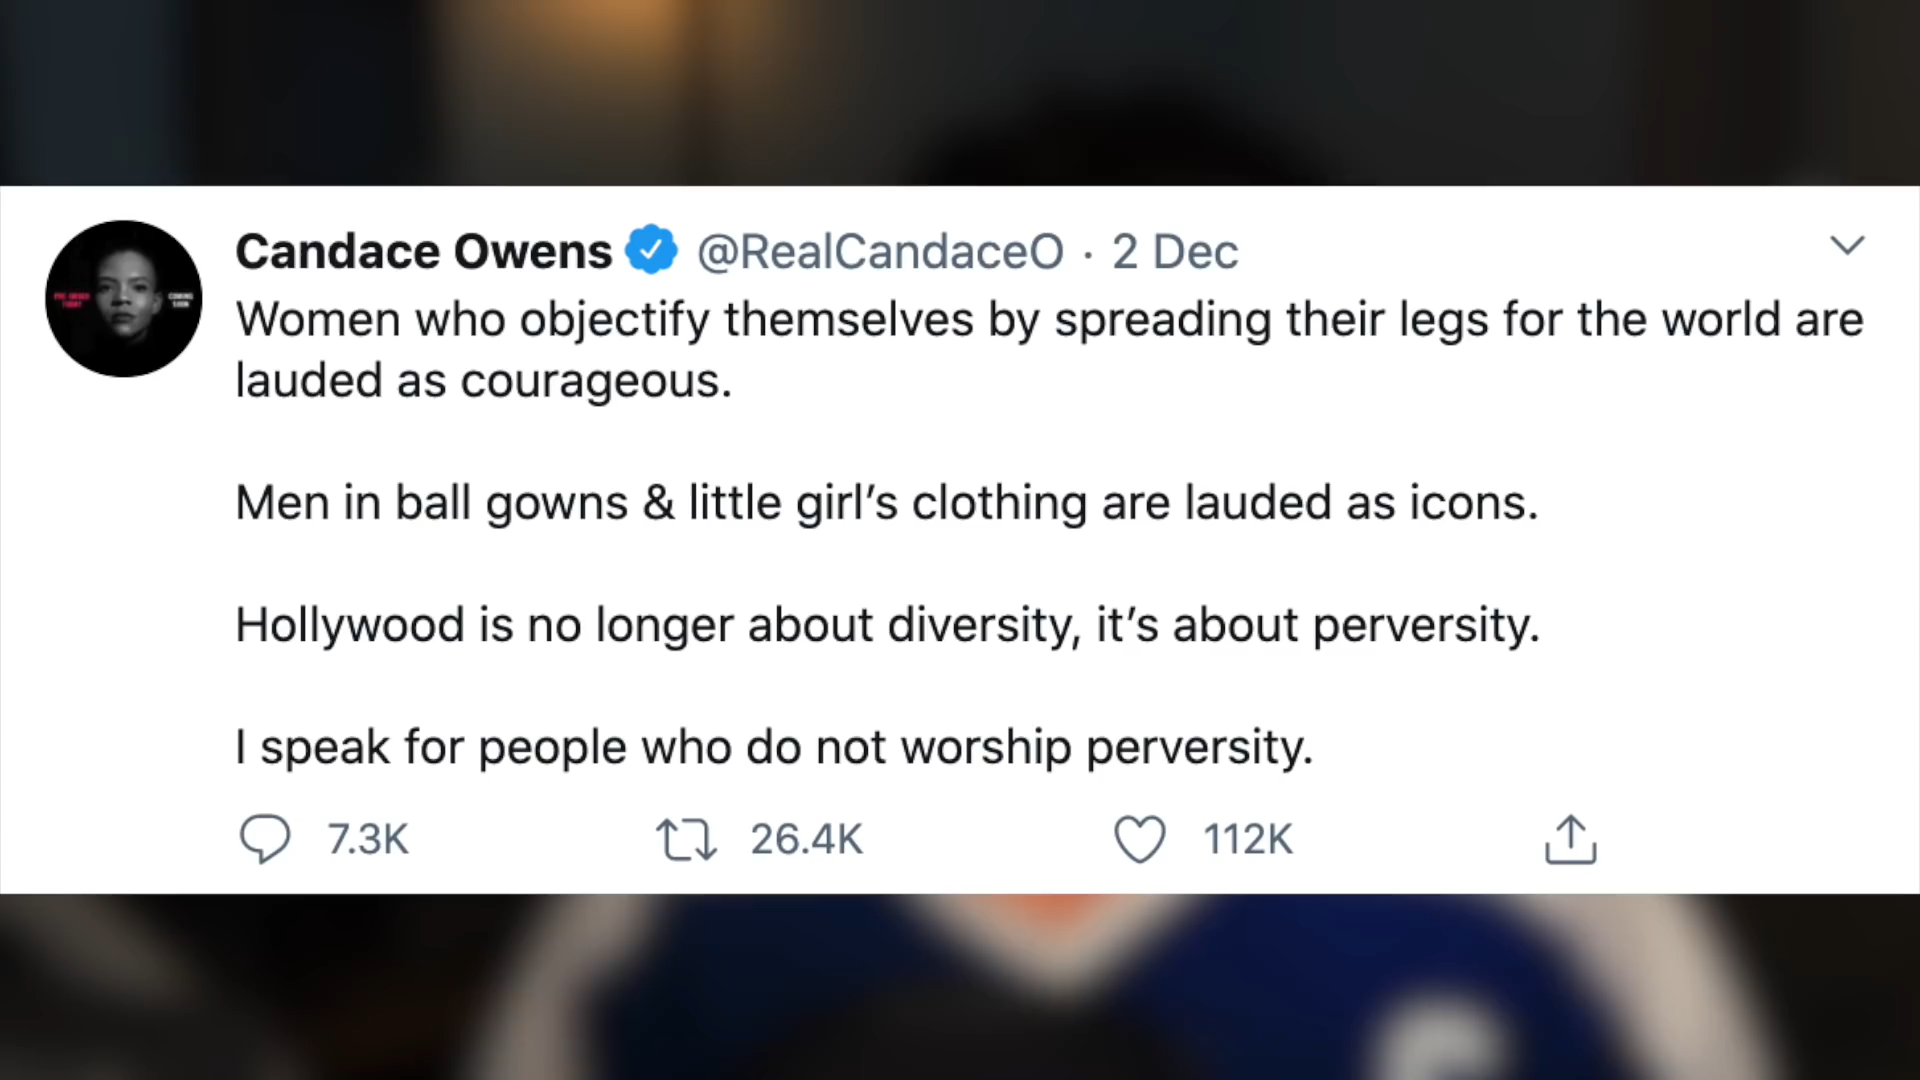 Candace Owens @RealCandaceO · 2 Dec
Women who objectify themselves by spreading their legs for the world are
lauded as courageous.
Men in ball gowns & little girl’s clothing are lauded as icons.
Hollywood is no longer about diversity, it’s about perversity.
I speak for people who do not worship perversity.
7.3K 26.4K 112K